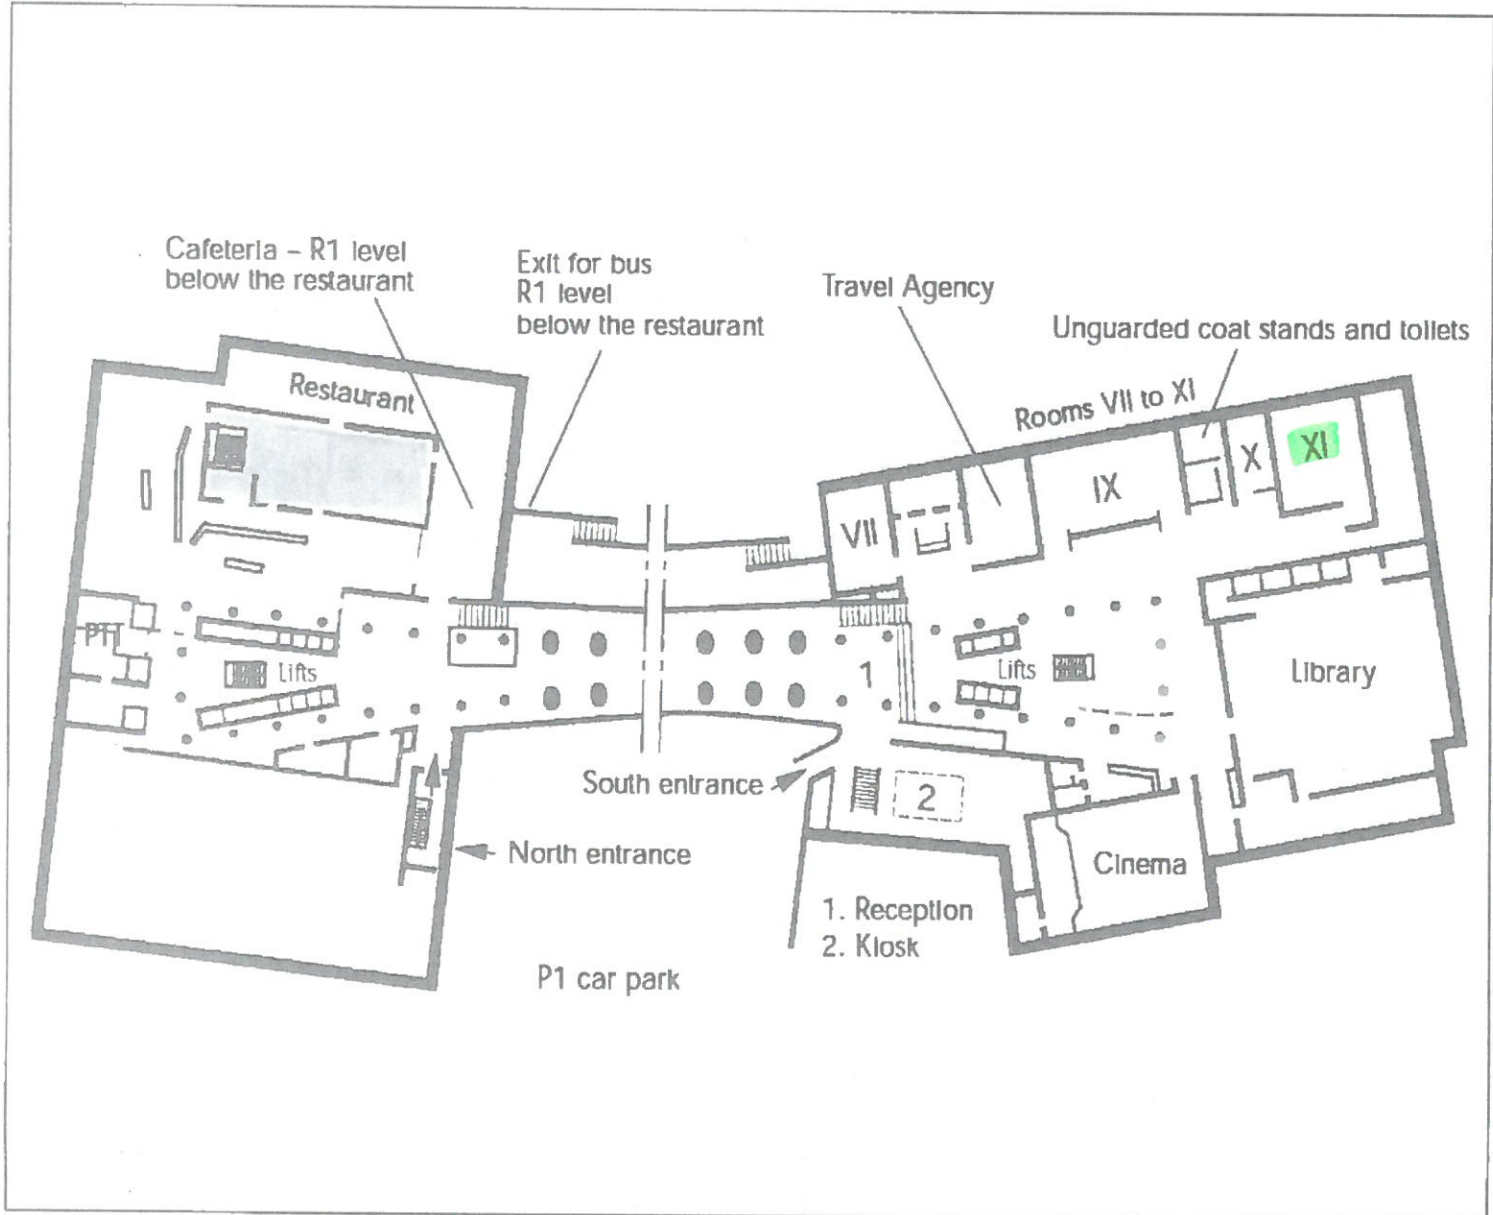 Cafeteria – R1 level
below the restaurant
Exit for bus
R1 level
below the restaurant
Travel Agency
Unguarded coat stands and toilets
Restaurant
Rooms VII to XI
VII
IX
X
XI
PTT
Lifts
1
Lifts
Library
South entrance
2
North entrance
Cinema
1. Reception
2. Kiosk
P1 car park